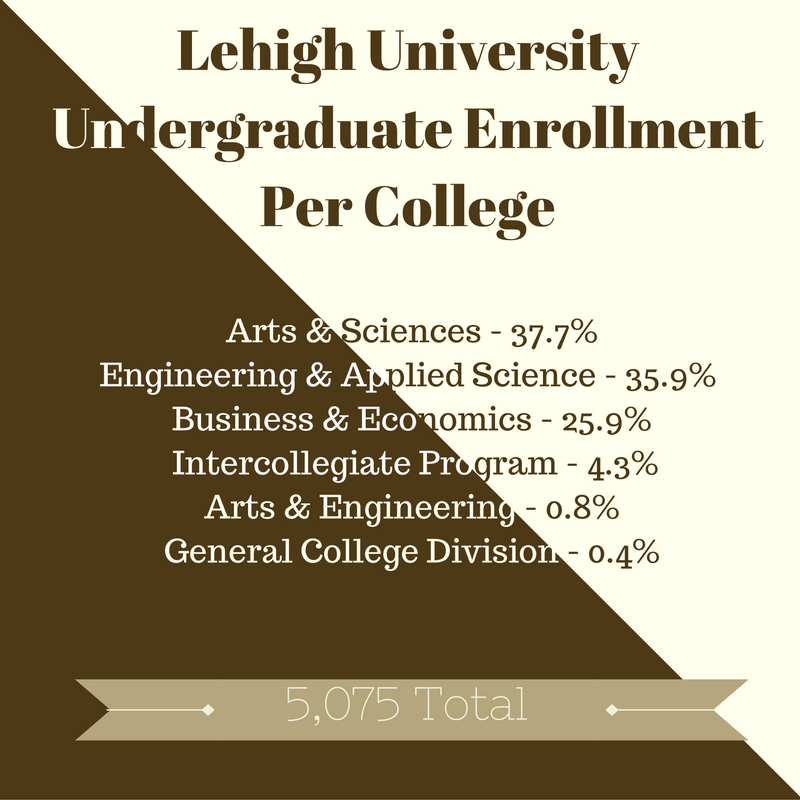 Lehigh University
Undergraduate Enrollment
Per College
Arts & Sciences - 37.7%
Engineering & Applied Science - 35.9%
Business & Economics - 25.9%
Intercollegiate Program - 4.3%
Arts & Engineering - 0.8%
General College Division - 0.4%
5,075 Total